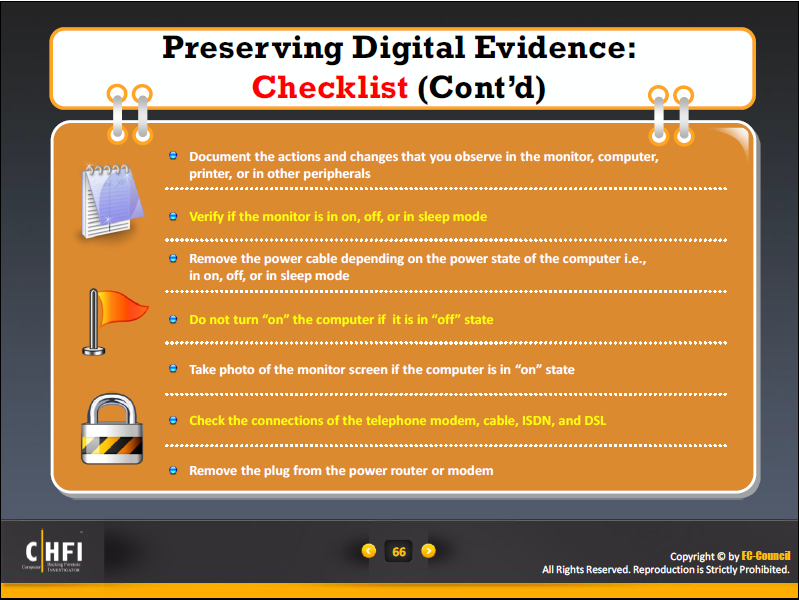 Preserving Digital Evidence:
Checklist (Cont’d)
Document the actions and changes that you observe in the monitor, computer,
printer, or in other peripherals
Verify if the monitor is in on, off, or in sleep mode
Remove the power cable depending on the power state of the computer i.e.,
in on, off, or in sleep mode
Do not turn “on” the computer if it is in “off” state
Take photo of the monitor screen if the computer is in “on” state
Check the connections of the telephone modem, cable, ISDN, and DSL
Remove the plug from the power router or modem
CHFI
Computer Hacking Forensic
INVESTIGATOR
66
Copyright © by EC-Council
All Rights Reserved. Reproduction is Strictly Prohibited.